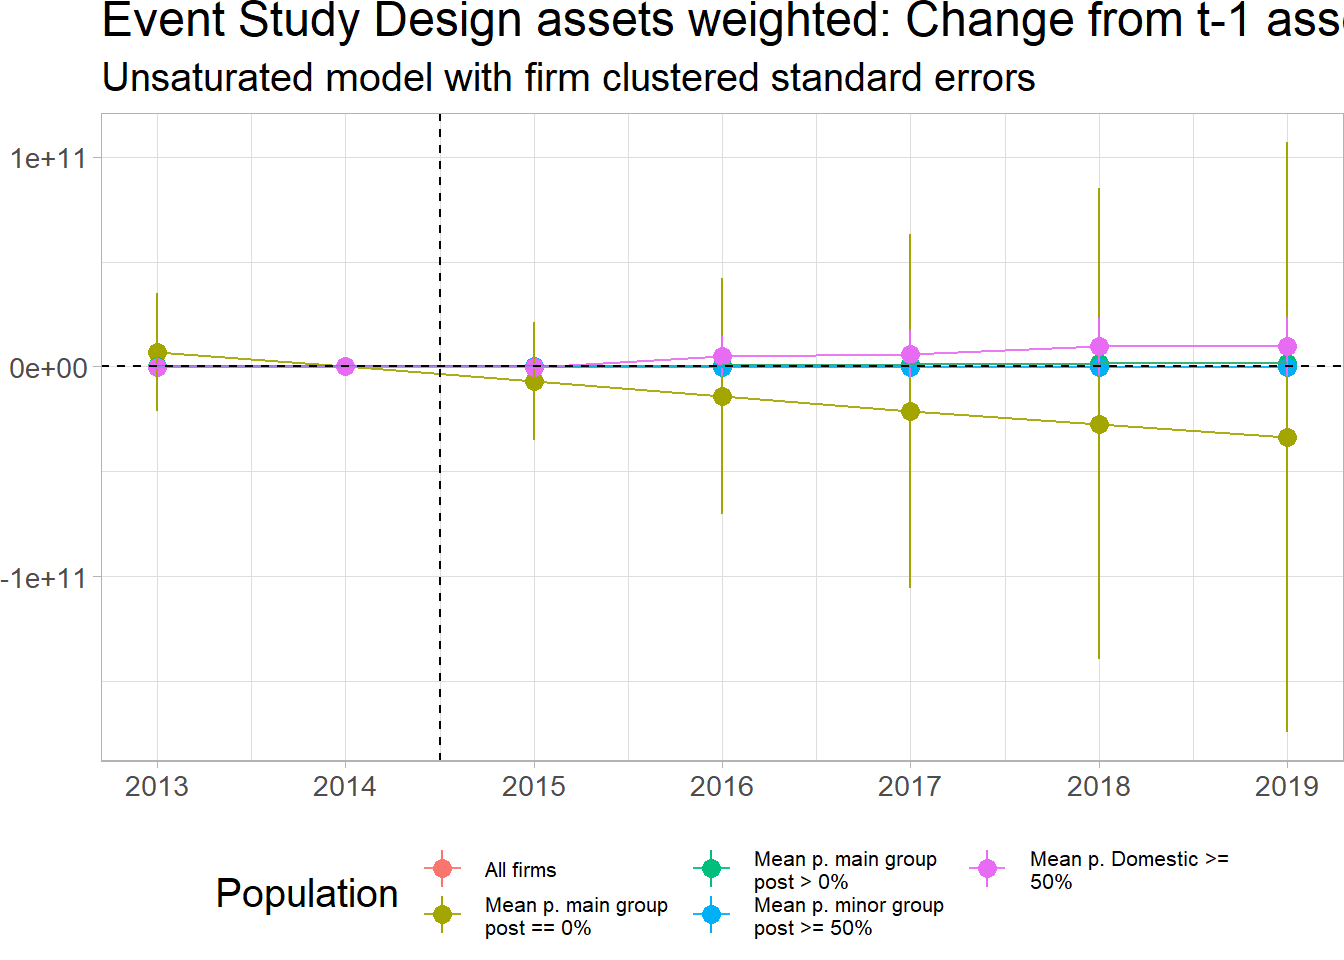 Event Study Design assets weighted: Change from t-1
Unsaturated model with firm clustered standard errors
1e+11
0e+00
-1e+11
2013 2014 2015 2016 2017 2018 2019
Population
All firms
Mean p. main group
post == 0%
Mean p. main group
post > 0%
Mean p. minor group
post >= 50%
Mean p. Domestic >=
50%